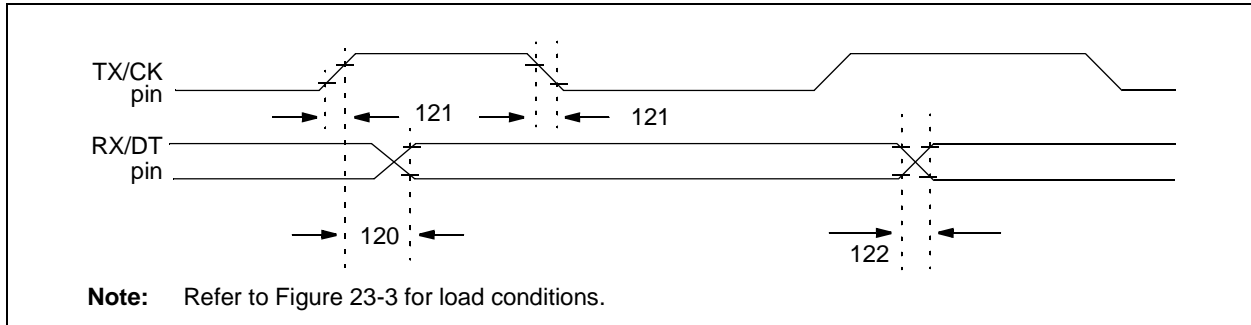 TX/CK
pin
121
121
RX/DT
pin
120
122
Note: Refer to Figure 23-3 for load conditions.